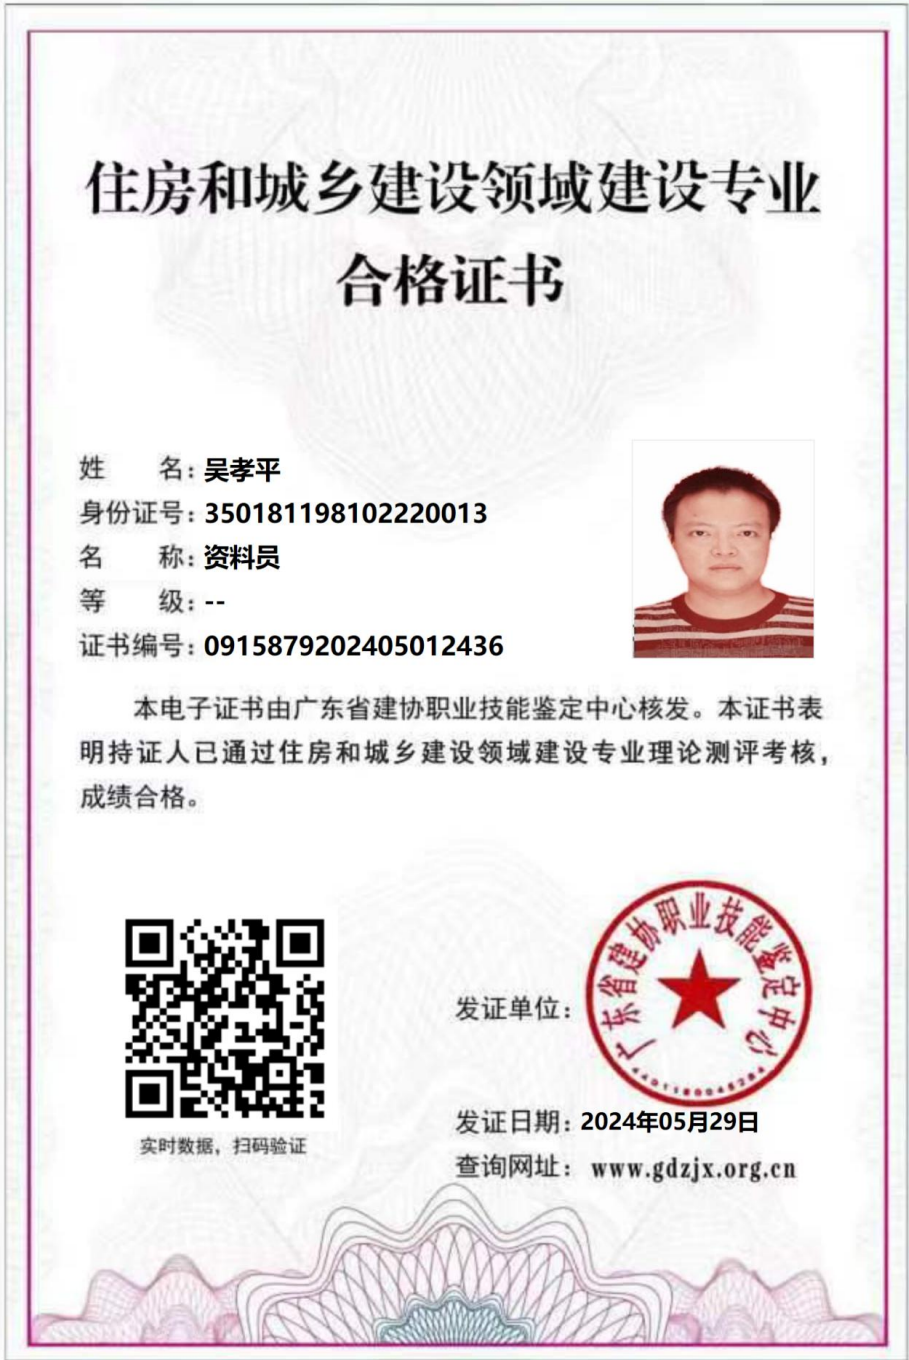 住房和城乡建设领域建设专业
合格证书
姓 名：吴孝平
身份证号：350181198102220013
名 称：资料员
等 级：--
证书编号：0915879202405012436
本电子证书由广东省建协职业技能鉴定中心核发。本证书表
明持证人已通过住房和城乡建设领域建设专业理论测评考核，
成绩合格。
广东省建协职业技能鉴定中心
发证单位：
实时数据，扫码验证
发证日期：2024年05月29日
查询网址：www.gdzjx.org.cn